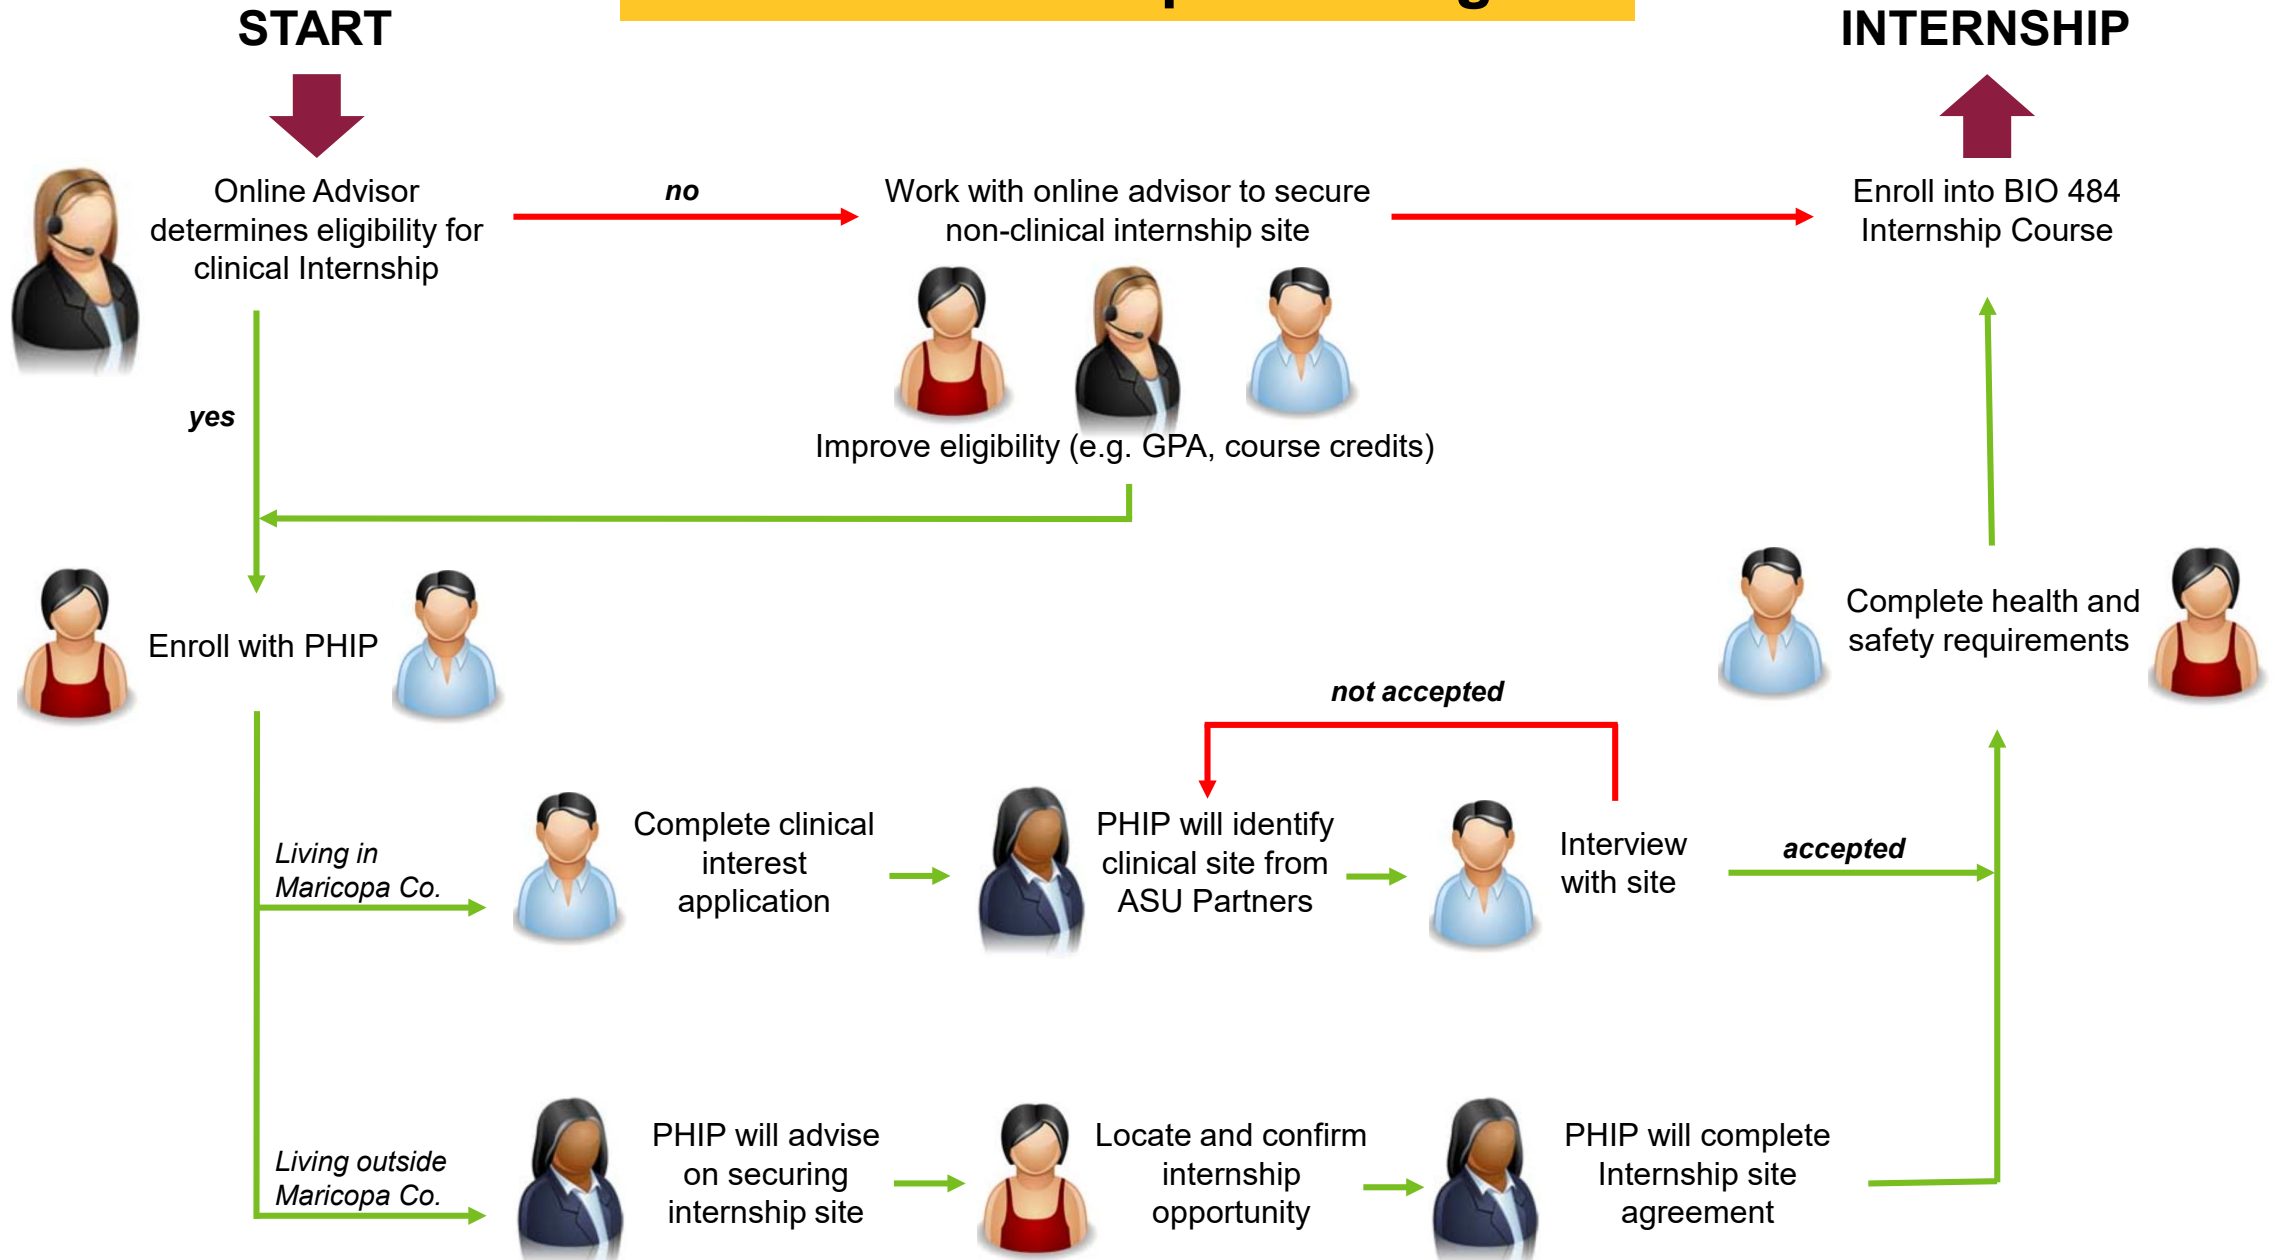 START
INTERNSHIP
Online Advisor
determines eligibility for
clinical Internship
no
Work with online advisor to secure
non-clinical internship site
Enroll into BIO 484
Internship Course
yes
Improve eligibility (e.g. GPA, course credits)
Enroll with PHIP
Complete health and
safety requirements
not accepted
Living in
Maricopa Co.
Complete clinical
interest
application
PHIP will identify
clinical site from
ASU Partners
Interview
with site
accepted
Living outside
Maricopa Co.
PHIP will advise
on securing
internship site
Locate and confirm
internship
opportunity
PHIP will complete
Internship site
agreement